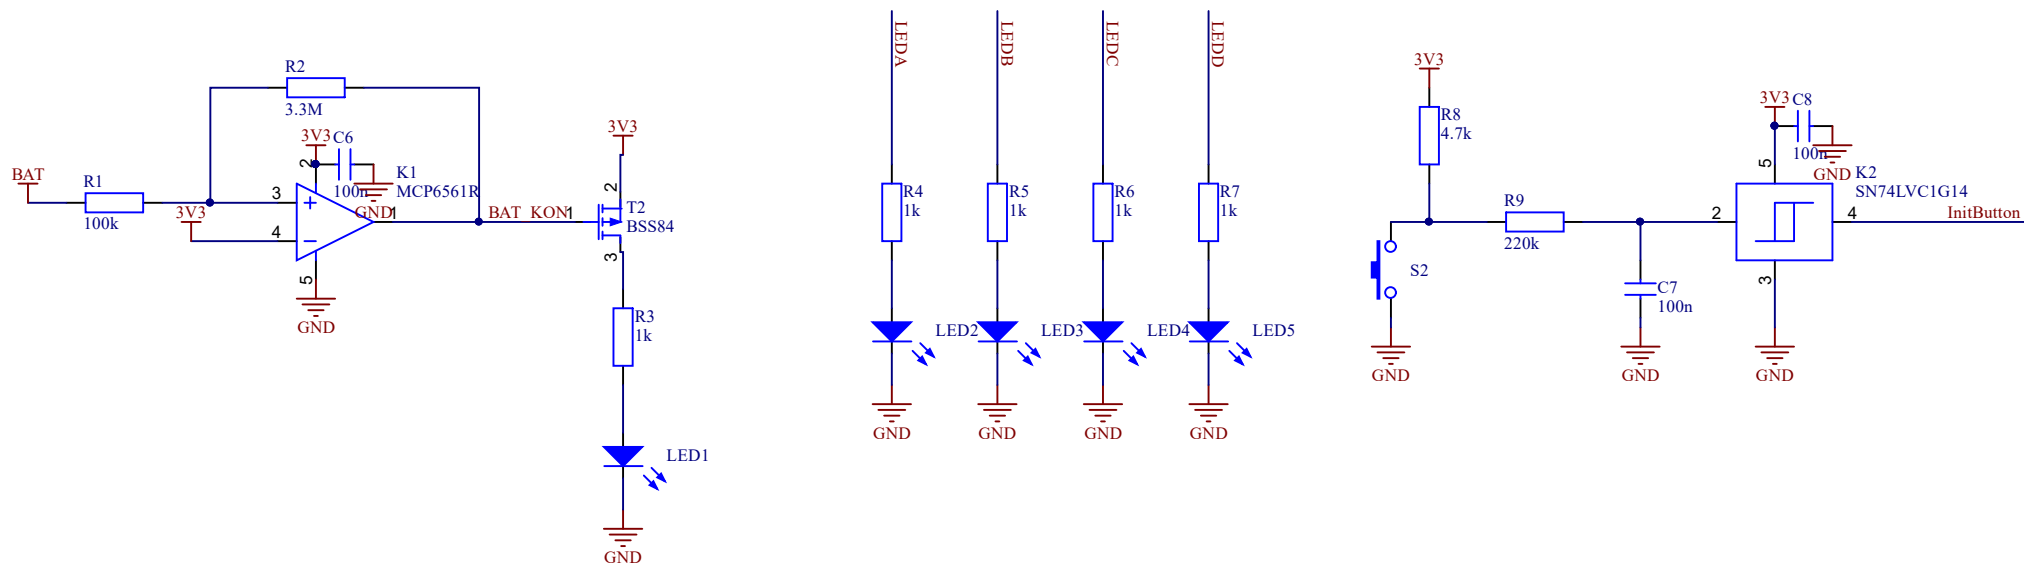 BAT
R1
100k
R2
3.3M
3V3
3V3
C6
100n
GND
2
3
4
5
1
K1
MCP6561R
GND
BAT_KON
1
3V3
2
T2
BSS84
3
R3
1k
LED1
GND
LEDA
R4
1k
LED2
GND
LEDB
R5
1k
LED3
GND
LEDC
R6
1k
LED4
GND
LEDD
R7
1k
LED5
GND
3V3
R8
4.7k
S2
GND
R9
220k
C7
100n
GND
3V3
C8
100n
GND
5
K2
SN74LVC1G14
2
4
3
GND
InitButton